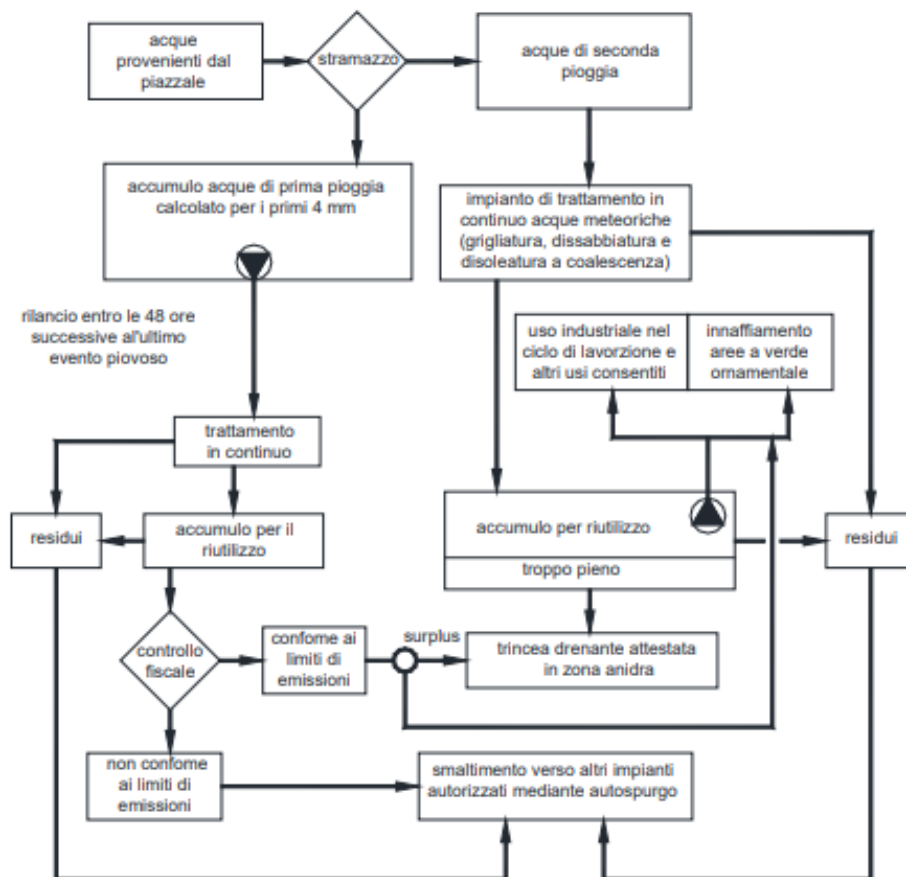 acque
provenienti dal
piazzale
stramazzo
acque di seconda
pioggia
accumulo acque di prima pioggia
calcolato per i primi 4 mm
impianto di trattamento in
continuo acque meteoriche
(grigliatura, dissabbiatura e
disoleatura a coalescenza)
rilancio entro le 48 ore
successive al'ultimo
evento piovoso
uso industriale nel
ciclo di lavorzione e
altri usi consentiti
innaffiamento
aree a verde
ornamentale
trattamento
in continuo
residui
accumulo per il
riutilizzo
accumulo per riutilizzo
troppo pieno
residui
controllo
fiscale
confome ai
limiti di
emissioni
surplus
trincea drenante attestata
in zona anidra
non confome
ai limiti di
emissioni
smaltimento verso altri impianti
autorizzati mediante autospurgo